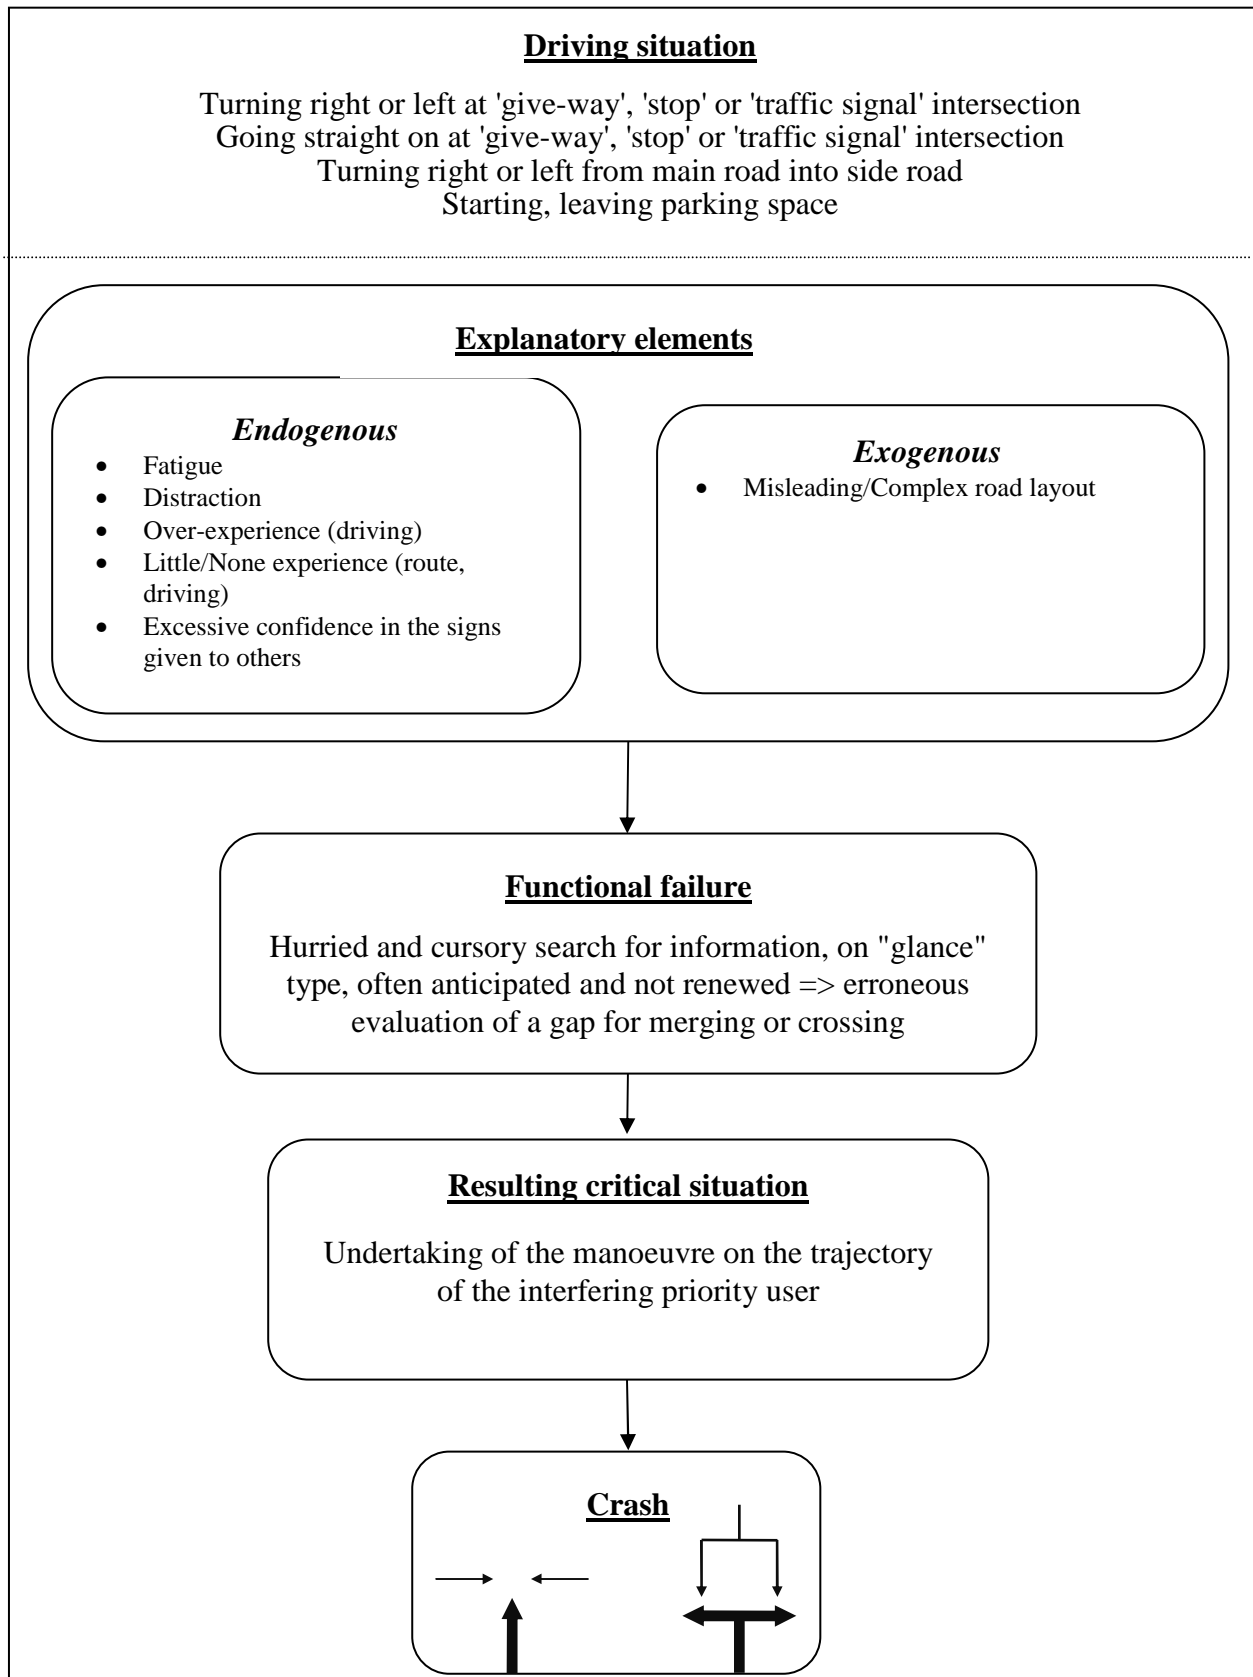 Driving situation
Turning right or left at 'give-way', 'stop' or 'traffic signal' intersection
Going straight on at 'give-way', 'stop' or 'traffic signal' intersection
Turning right or left from main road into side road
Starting, leaving parking space
Explanatory elements
Endogenous
• Fatigue
• Distraction
• Over-experience (driving)
• Little/None experience (route,
driving)
• Excessive confidence in the signs
given to others
Exogenous
• Misleading/Complex road layout
Functional failure
Hurried and cursory search for information, on "glance"
type, often anticipated and not renewed => erroneous
evaluation of a gap for merging or crossing
Resulting critical situation
Undertaking of the manoeuvre on the trajectory
of the interfering priority user
Crash